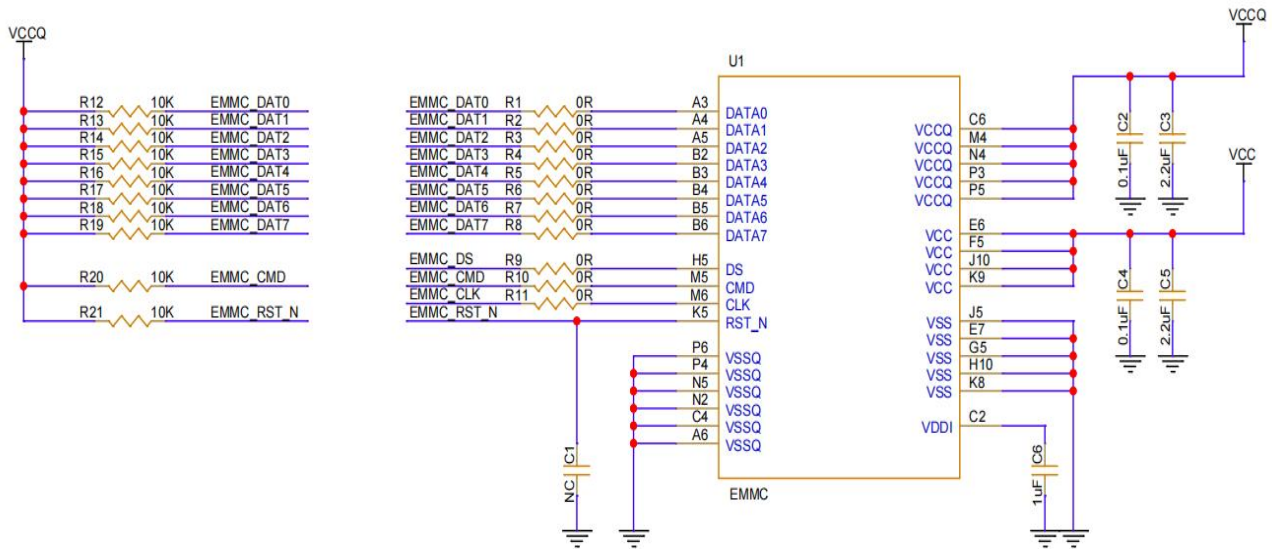 VCCQ
R12 10K EMMC_DAT0
R13 10K EMMC_DAT1
R14 10K EMMC_DAT2
R15 10K EMMC_DAT3
R16 10K EMMC_DAT4
R17 10K EMMC_DAT5
R18 10K EMMC_DAT6
R19 10K EMMC_DAT7
R20 10K EMMC_CMD
R21 10K EMMC_RST_N
EMMC_DAT0 R1 0R A3
EMMC_DAT1 R2 0R A4
EMMC_DAT2 R3 0R A5
EMMC_DAT3 R4 0R B2
EMMC_DAT4 R5 0R B3
EMMC_DAT5 R6 0R B4
EMMC_DAT6 R7 0R B5
EMMC_DAT7 R8 0R B6
EMMC_DS R9 0R H5
EMMC_CMD R10 0R M5
EMMC_CLK R11 0R M6
EMMC_RST_N K5
P6
P4
N5
N2
C4
A6
C1
NC
U1
DATA0
DATA1
DATA2
DATA3
DATA4
DATA5
DATA6
DATA7
DS
CMD
CLK
RST_N
VSSQ
VSSQ
VSSQ
VSSQ
VSSQ
VSSQ
EMMC
VCCQ C6
VCCQ M4
VCCQ N4
VCCQ P3
VCCQ P5
VCC E6
VCC F5
VCC J10
VCC K9
VSS J5
VSS E7
VSS G5
VSS H10
VSS K8
VDDI C2
C6
1uF
VCCQ
C2
0.1uF
C3
2.2uF
VCC
C4
0.1uF
C5
2.2uF